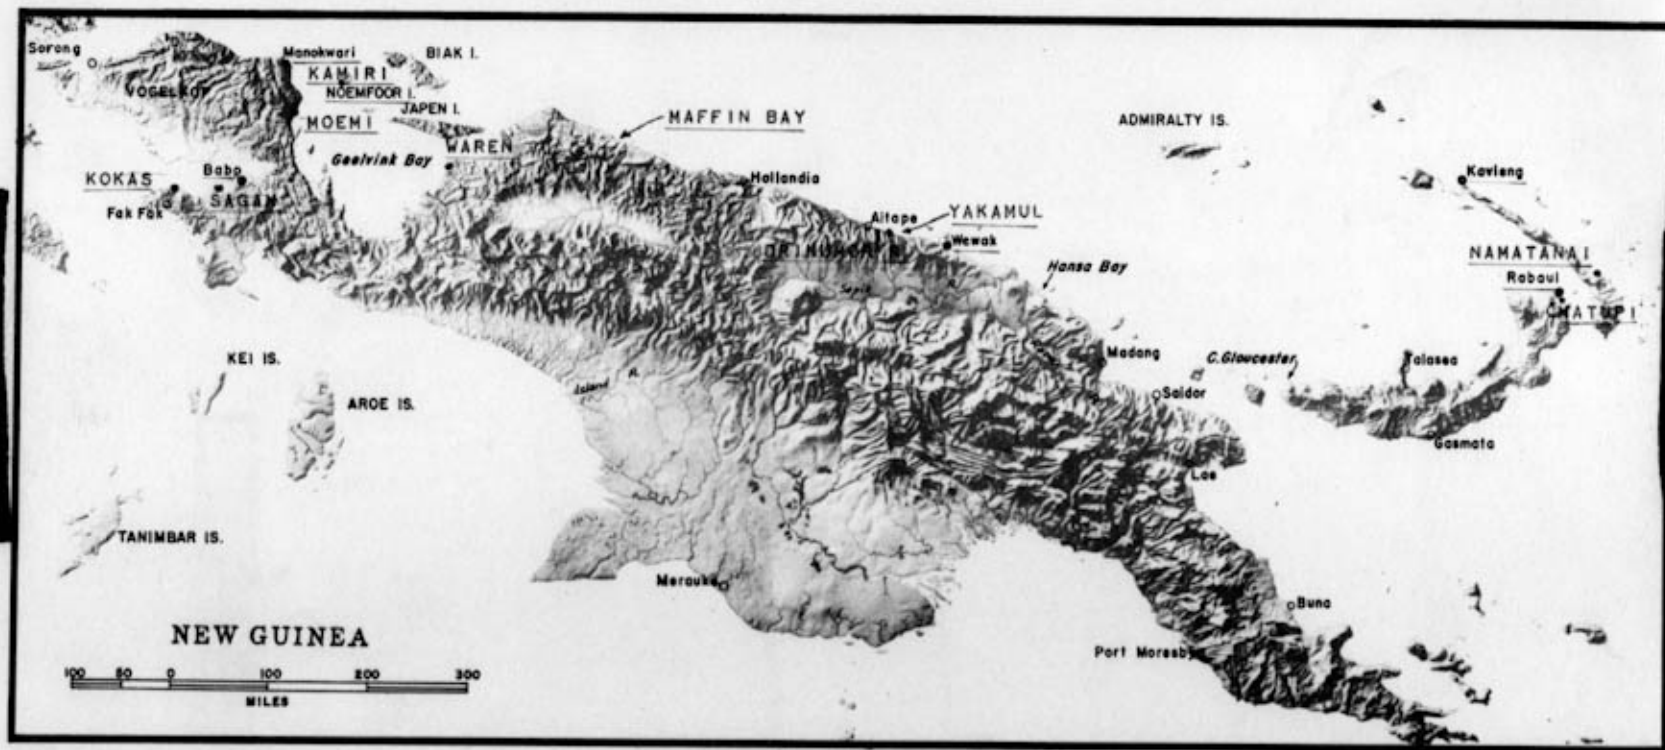 Sorong
Manokwari
BIAK I.
KAMIRI
VOGELKOP
NOEMFOOR I.
JAPEN I.
MOEMI
MAFFIN BAY
ADMIRALTY IS.
WAREN
Geelvink Bay
Babo
KOKAS
SAGAN
Fak Fak
Hollandia
Kavieng
Aitape
YAKAMUL
Wewak
Hansa Bay
NAMATANAI
Rabaul
Sepik R.
KEI IS.
Madang
C.Gloucester
Talasea
Island R.
Saidor
AROE IS.
Gasmata
Lae
TANIMBAR IS.
Merauke
Buna
NEW GUINEA
Port Moresby
100 50 0 100 200 300
MILES